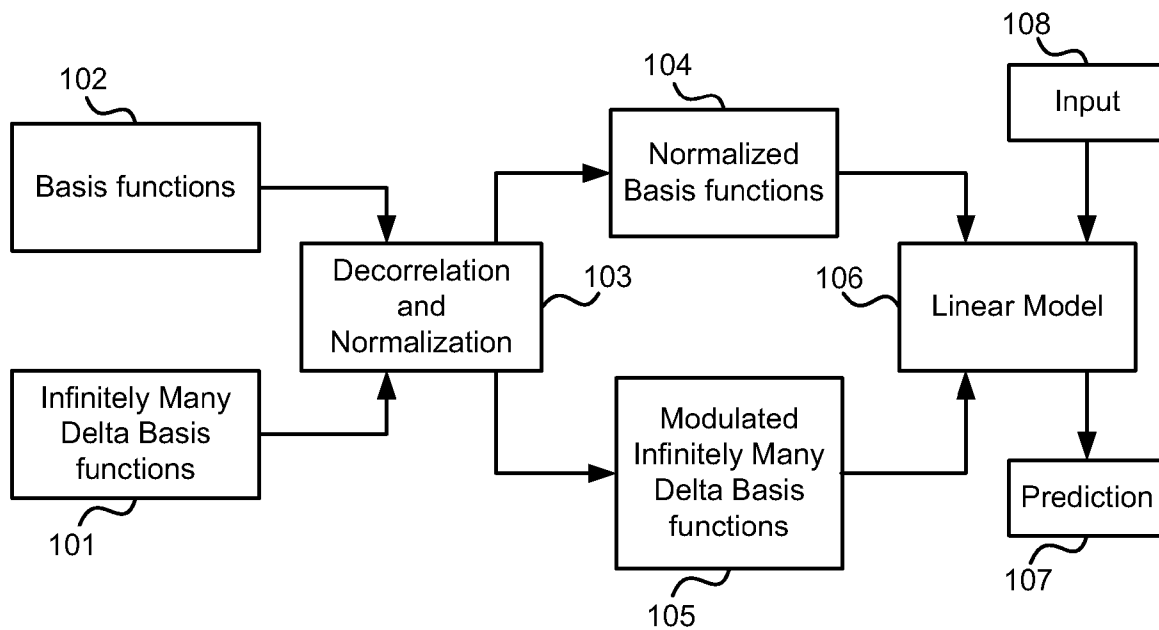 108
Input
102
104
Basis functions
Normalized
Basis functions
Decorrelation
and
Normalization
103
106
Linear Model
Infinitely Many
Delta Basis
functions
101
Modulated
Infinitely Many
Delta Basis
functions
105
Prediction
107